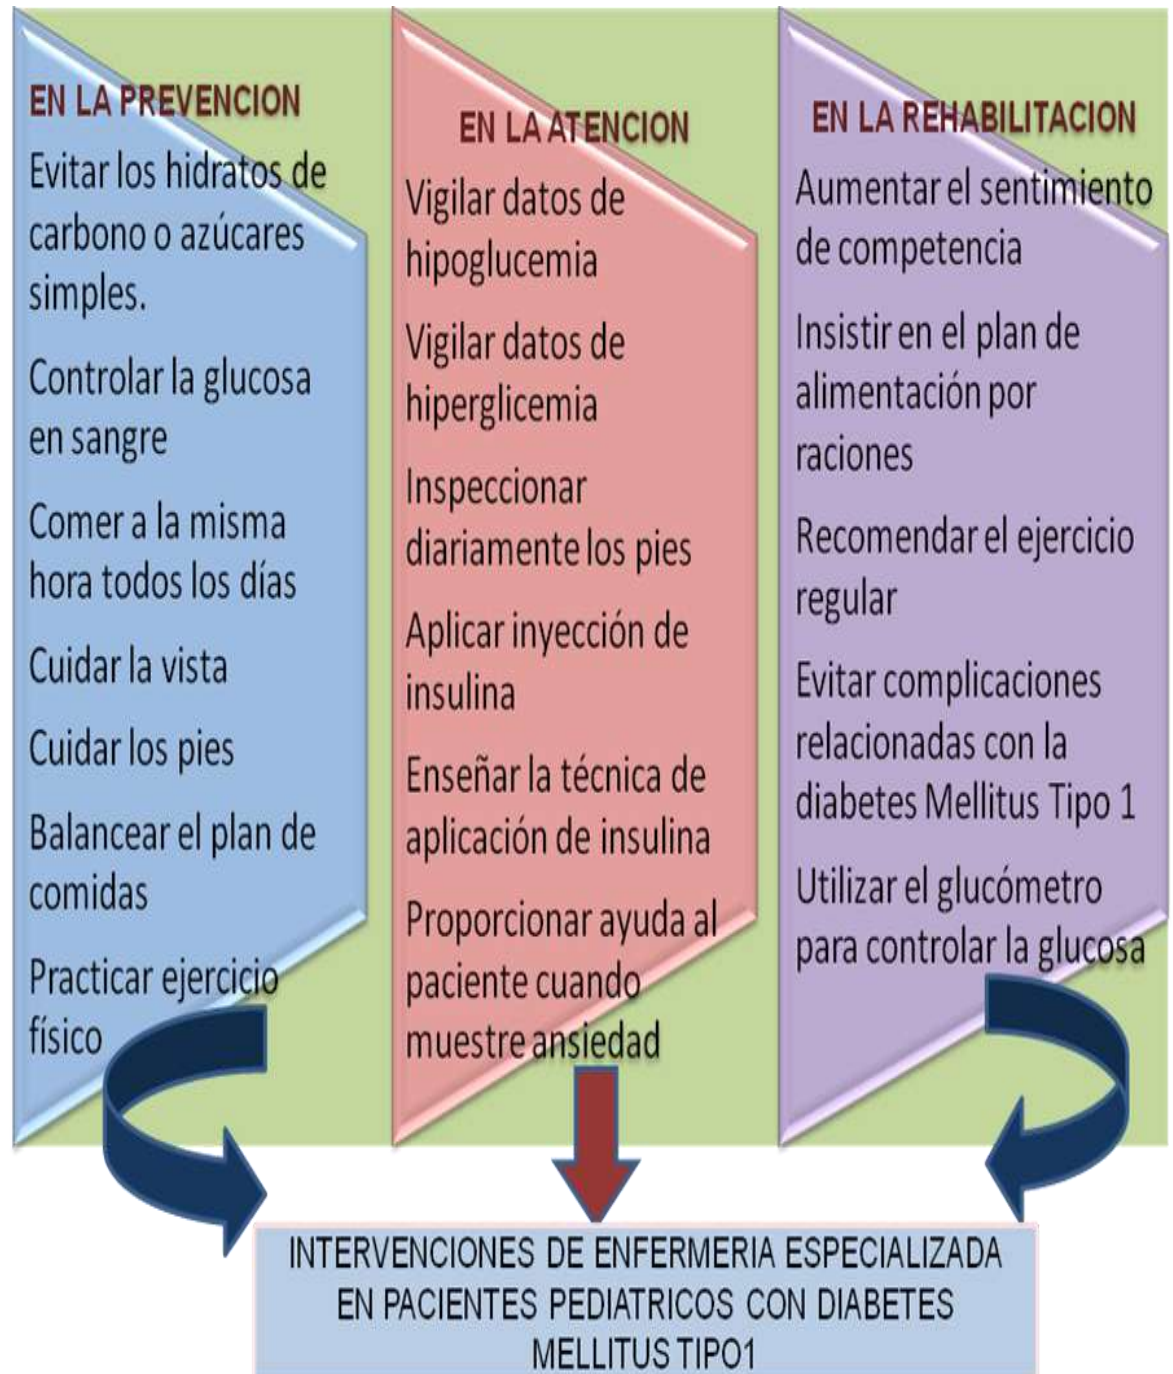 EN LA PREVENCION
Evitar los hidratos de
carbono o azúcares
simples.
Controlar la glucosa
en sangre
Comer a la misma
hora todos los días
Cuidar la vista
Cuidar los pies
Balancear el plan de
comidas
Practicar ejercicio
físico
EN LA ATENCION
Vigilar datos de
hipoglucemia
Vigilar datos de
hiperglicemia
Inspeccionar
diariamente los pies
Aplicar inyección de
insulina
Enseñar la técnica de
aplicación de insulina
Proporcionar ayuda al
paciente cuando
muestre ansiedad
EN LA REHABILITACION
Aumentar el sentimiento
de competencia
Insistir en el plan de
alimentación por
raciones
Recomendar el ejercicio
regular
Evitar complicaciones
relacionadas con la
diabetes Mellitus Tipo 1
Utilizar el glucómetro
para controlar la glucosa
INTERVENCIONES DE ENFERMERIA ESPECIALIZADA
EN PACIENTES PEDIATRICOS CON DIABETES
MELLITUS TIPO1